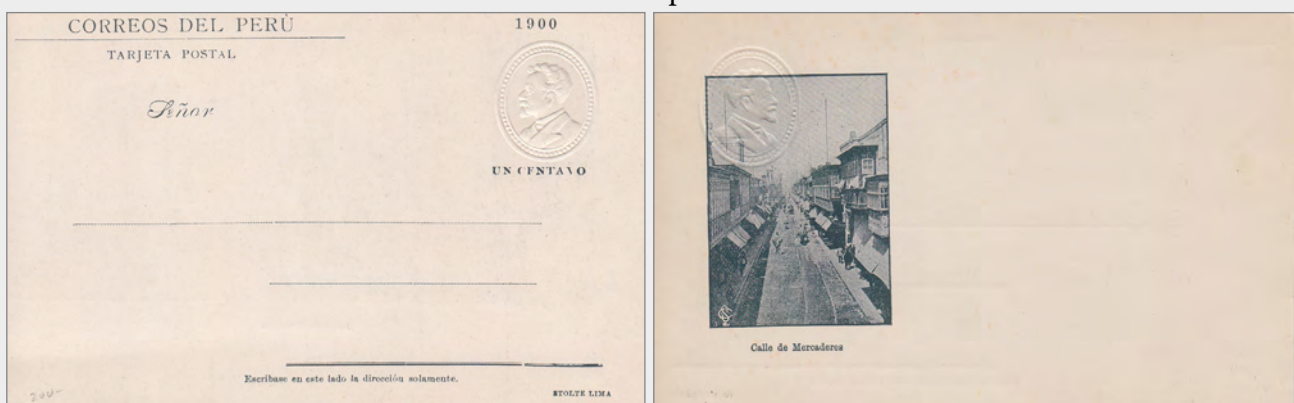 CORREOS DEL PERÙ
1900
TARJETA POSTAL
Señor
UN CENTAVO
Escríbase en este lado la dirección solamente.
STOLTE LIMA
Calle de Mercaderes